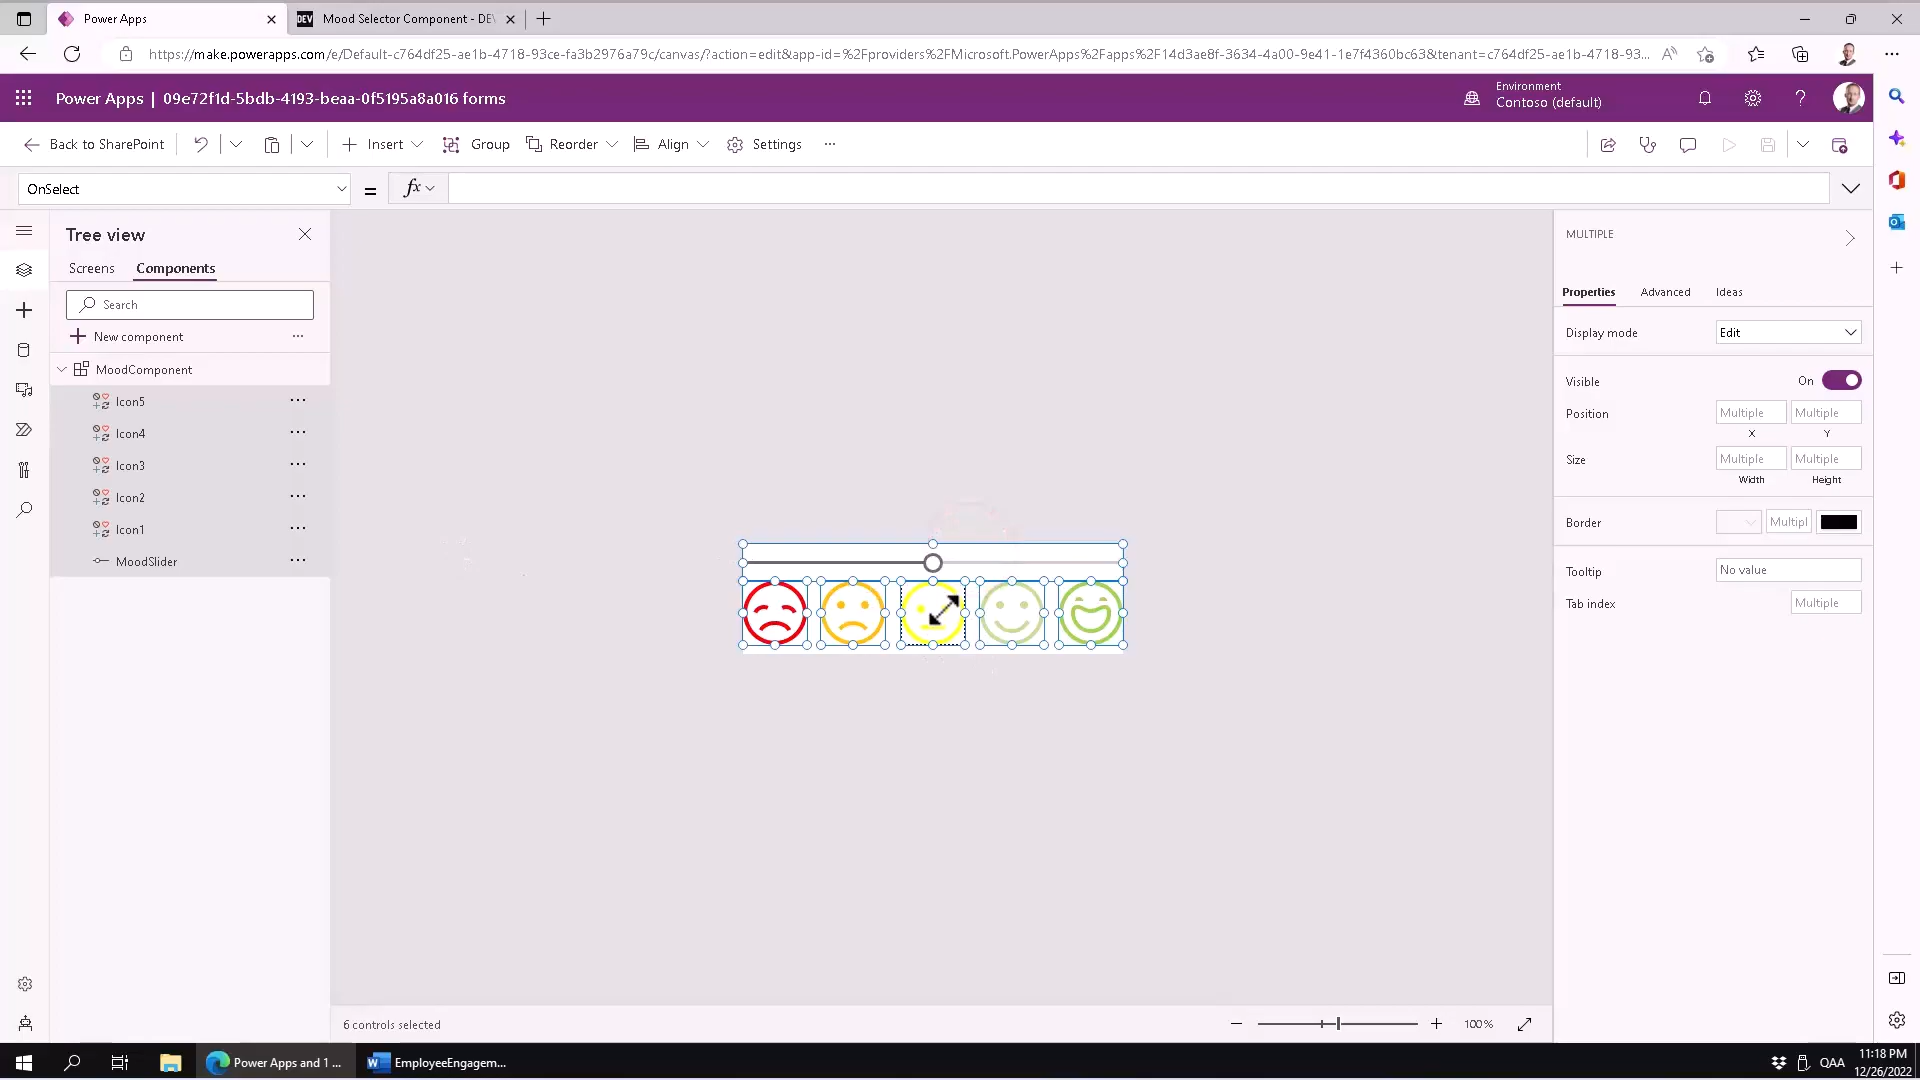 Power Apps
Mood Selector Component - DE
https://make.powerapps.com/e/Default-c764df25-ae1b-4718-93ce-fa3b2976a79c/canvas/?action=edit&app-id=%2Fproviders%2FMicrosoft.PowerApps%2Fapps%2F14d3ae8f-3634-4a00-9e41-1e7f4360bc63&tenant=c764df25-ae1b-4718-93...
Power Apps | 09e72f1d-5bdb-4193-beaa-0f5195a8a016 forms
Environment
Contoso (default)
Back to SharePoint
Insert
Group
Reorder
Align
Settings
OnSelect
=
fx
Tree view
Screens
Components
Search
New component
MoodComponent
Icon5
Icon4
Icon3
Icon2
Icon1
MoodSlider
6 controls selected
100%
MULTIPLE
Properties
Advanced
Ideas
Display mode
Edit
Visible
On
Position
Multiple
Multiple
X
Y
Size
Multiple
Multiple
Width
Height
Border
Multipl
Tooltip
No value
Tab index
Multiple
Power Apps and 1 ...
EmployeeEngagem...
QAA
11:18 PM
12/26/2022